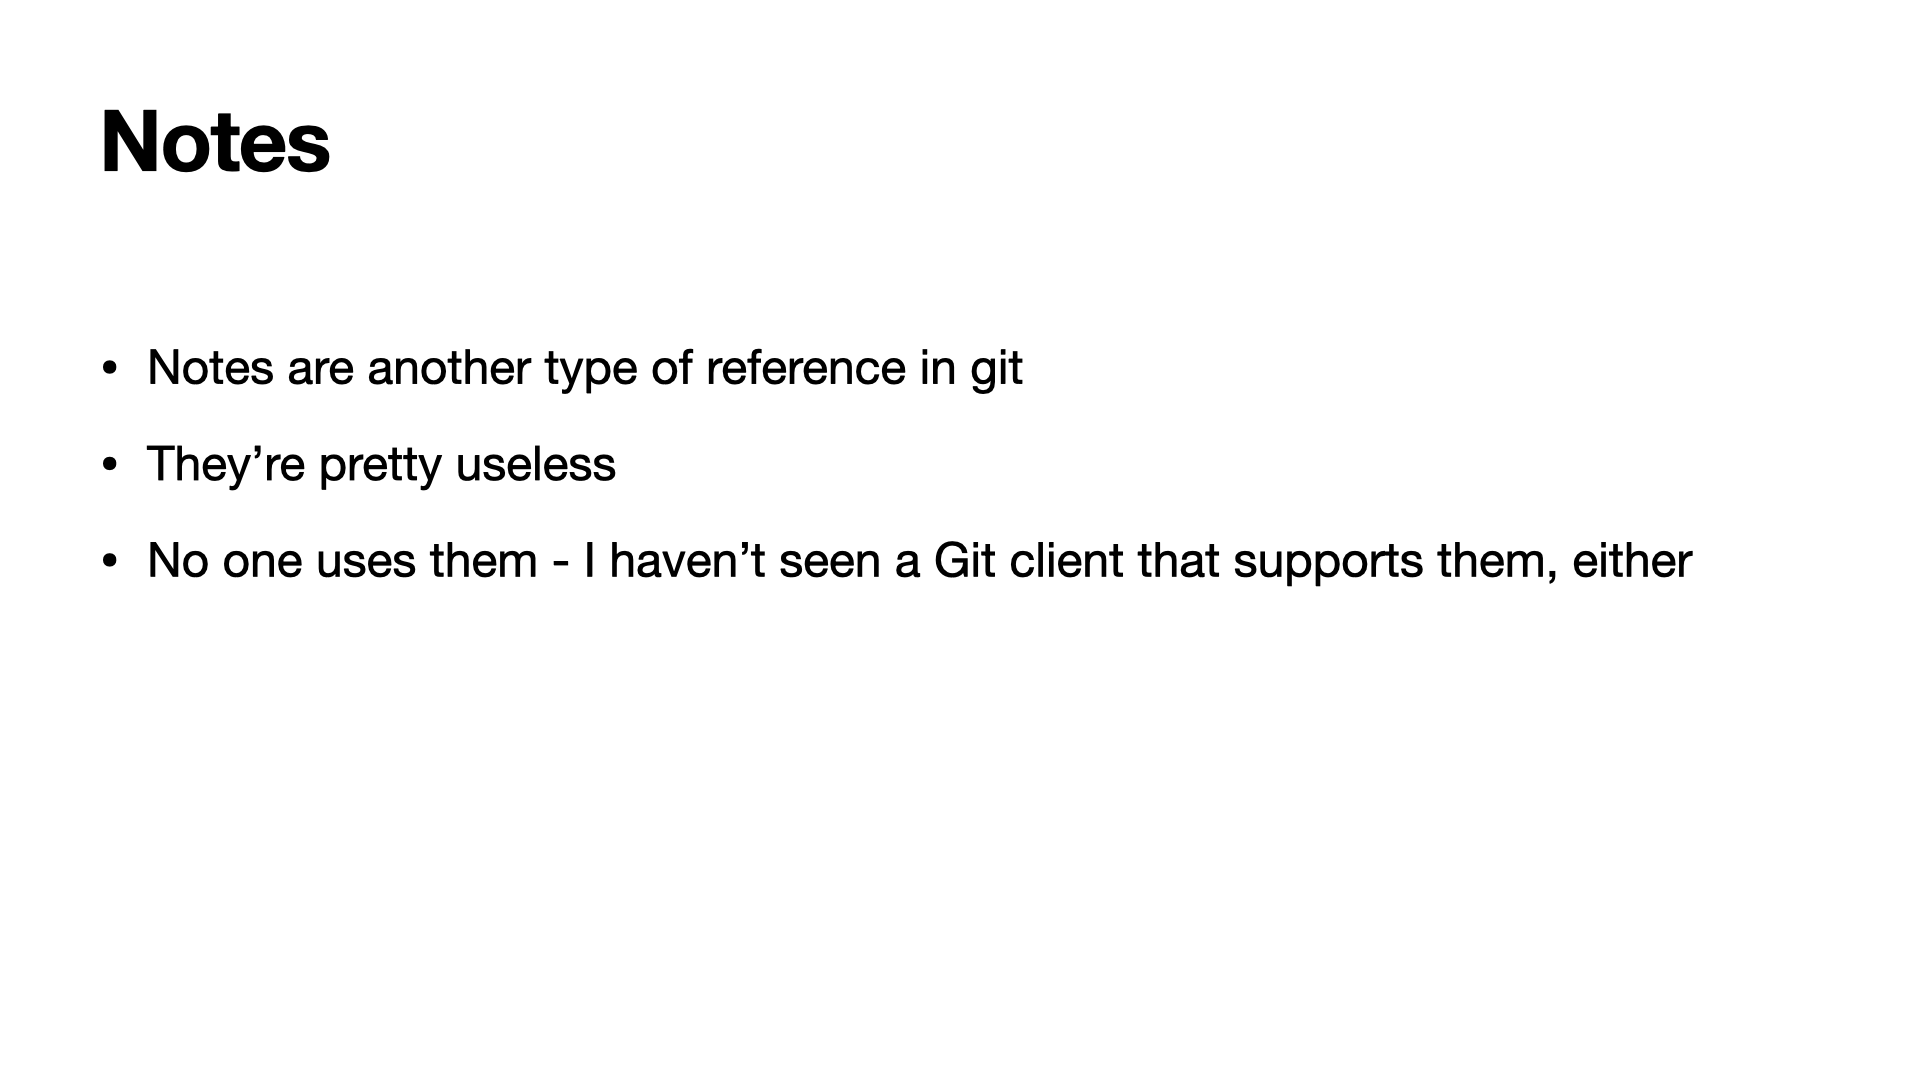 Notes
• Notes are another type of reference in git
• They’re pretty useless
• No one uses them - I haven’t seen a Git client that supports them, either